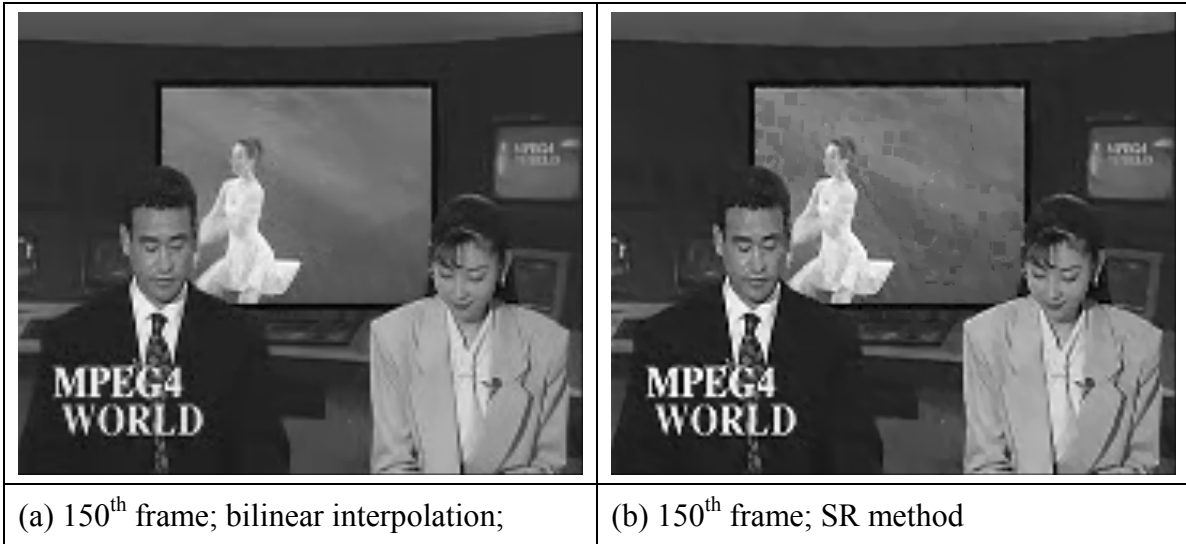 MPEG4
WORLD
MPEG4
WORLD
MPEG4
WORLD
MPEG4
WORLD
(a) 150th frame; bilinear interpolation;
(b) 150th frame; SR method